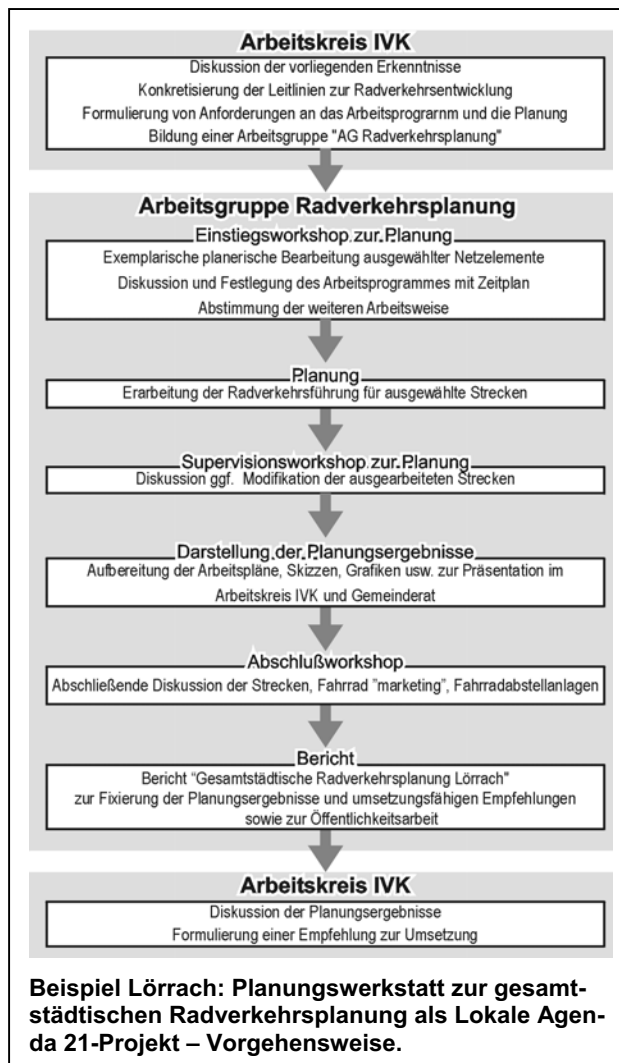 Arbeitskreis IVK
Diskussion der vorliegenden Erkenntnisse
Konkretisierung der Leitlinien zur Radverkehrsentwicklung
Formulierung von Anforderungen an das Arbeitsprogramm und die Planung
Bildung einer Arbeitsgruppe "AG Radverkehrsplanung"
Arbeitsgruppe Radverkehrsplanung
Einstiegsworkshop zur Planung
Exemplarische planerische Bearbeitung ausgewählter Netzelemente
Diskussion und Festlegung des Arbeitsprogrammes mit Zeitplan
Abstimmung der weiteren Arbeitsweise
Planung
Erarbeitung der Radverkehrsführung für ausgewählte Strecken
Supervisionsworkshop zur Planung
Diskussion ggf. Modifikation der ausgearbeiteten Strecken
Darstellung der Planungsergebnisse
Aufbereitung der Arbeitspläne, Skizzen, Grafiken usw. zur Präsentation im
Arbeitskreis IVK und Gemeinderat
Abschlußworkshop
Abschließende Diskussion der Strecken, Fahrrad "marketing", Fahrradabstellanlagen
Bericht
Bericht “Gesamtstädtische Radverkehrsplanung Lörrach"
zur Fixierung der Planungsergebnisse und umsetzungsfähigen Empfehlungen
sowie zur Öffentlichkeitsarbeit
Arbeitskreis IVK
Diskussion der Planungsergebnisse
Formulierung einer Empfehlung zur Umsetzung
Beispiel Lörrach: Planungswerkstatt zur gesamt-
städtischen Radverkehrsplanung als Lokale Agen-
da 21-Projekt – Vorgehensweise.